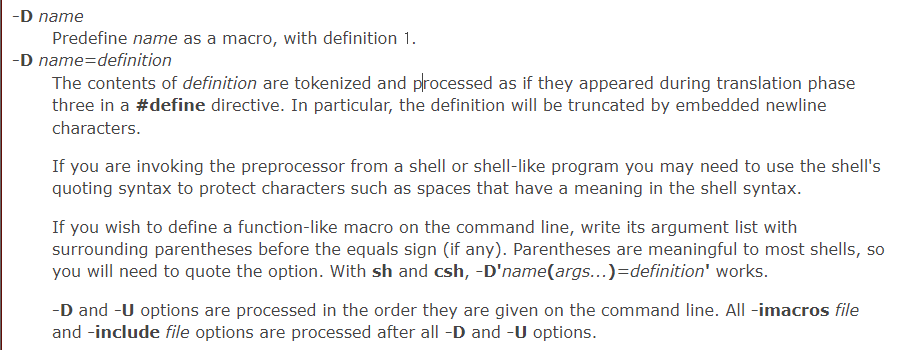 -D name
Predefine name as a macro, with definition 1.
-D name=definition
The contents of definition are tokenized and processed as if they appeared during translation phase
three in a #define directive. In particular, the definition will be truncated by embedded newline
characters.
If you are invoking the preprocessor from a shell or shell-like program you may need to use the shell's
quoting syntax to protect characters such as spaces that have a meaning in the shell syntax.
If you wish to define a function-like macro on the command line, write its argument list with
surrounding parentheses before the equals sign (if any). Parentheses are meaningful to most shells, so
you will need to quote the option. With sh and csh, -D'name(args...)=definition' works.
-D and -U options are processed in the order they are given on the command line. All -imacros file
and -include file options are processed after all -D and -U options.